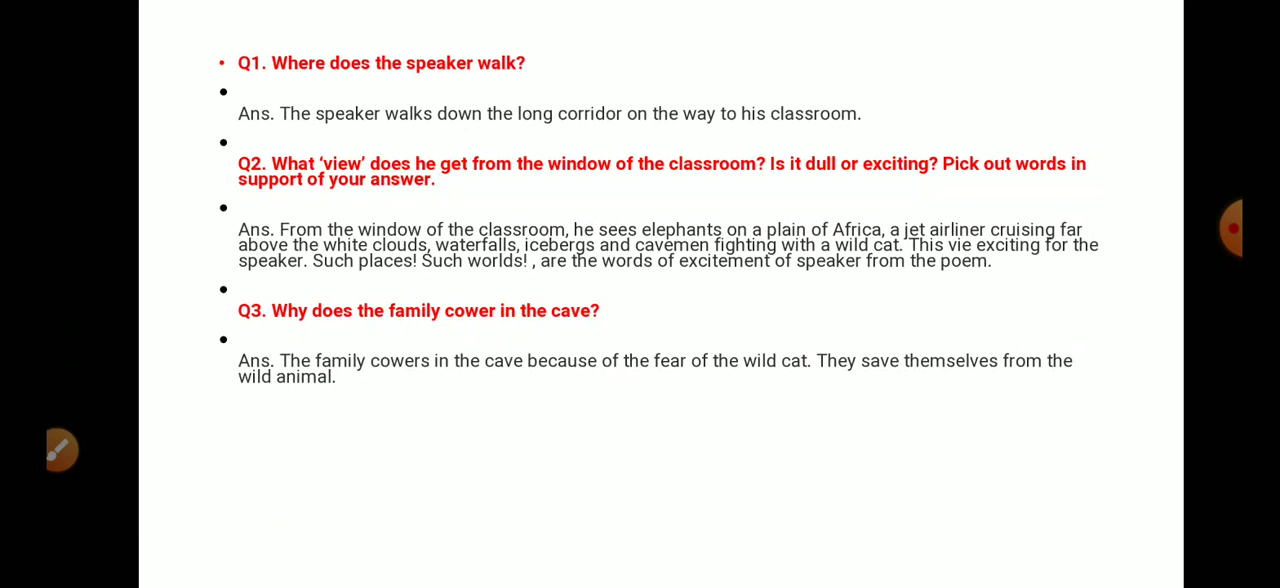 Q1. Where does the speaker walk?
Ans. The speaker walks down the long corridor on the way to his classroom.
Q2. What ‘view’ does he get from the window of the classroom? Is it dull or exciting? Pick out words in
support of your answer.
Ans. From the window of the classroom, he sees elephants on a plain of Africa, a jet airliner cruising far
above the white clouds, waterfalls, icebergs and cavemen fighting with a wild cat. This vie exciting for the
speaker. Such places! Such worlds! , are the words of excitement of speaker from the poem.
Q3. Why does the family cower in the cave?
Ans. The family cowers in the cave because of the fear of the wild cat. They save themselves from the
wild animal.